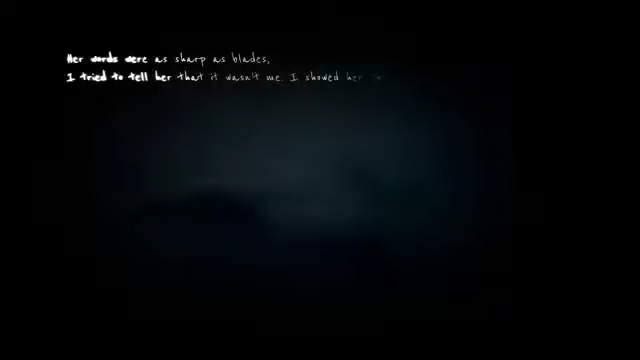 Her words were as sharp as blades,
I tried to tell her that it wasn't me. I showed her